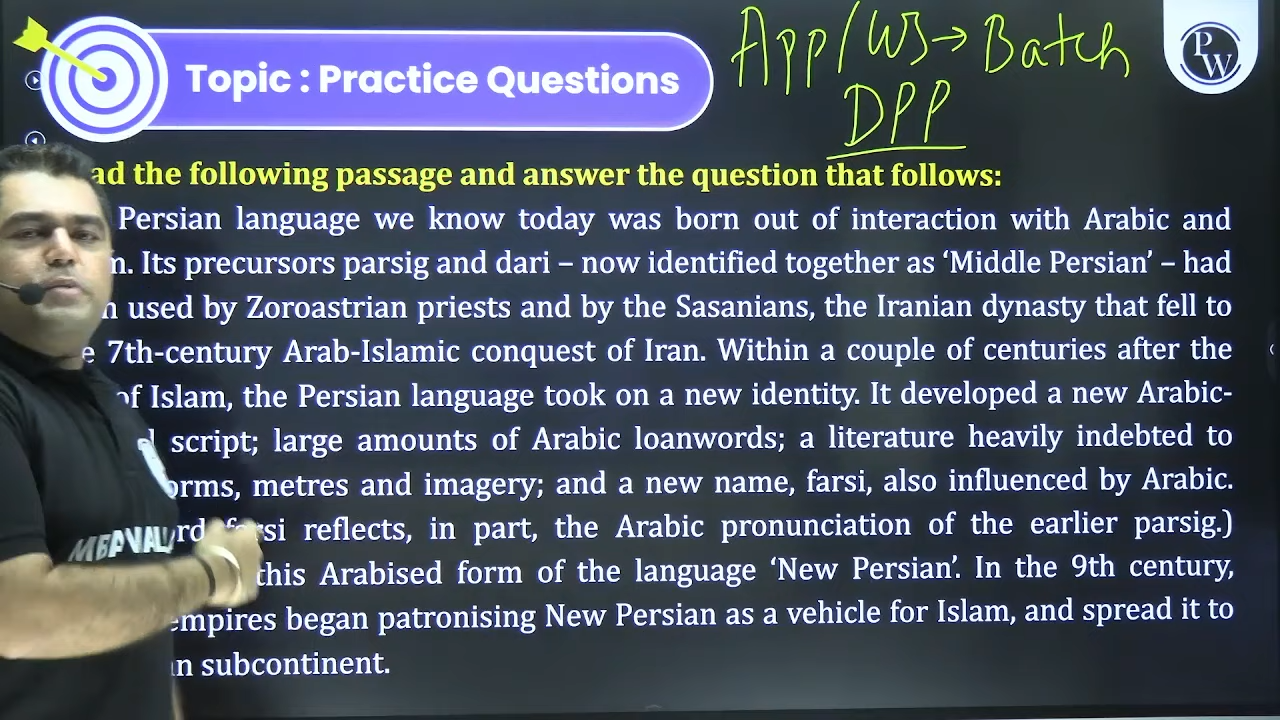 Topic : Practice Questions
App/WS → Batch
DPP
PW
ad the following passage and answer the question that follows:
Persian language we know today was born out of interaction with Arabic and
m. Its precursors parsig and dari – now identified together as ‘Middle Persian’ – had
n used by Zoroastrian priests and by the Sasanians, the Iranian dynasty that fell to
e 7th-century Arab-Islamic conquest of Iran. Within a couple of centuries after the
of Islam, the Persian language took on a new identity. It developed a new Arabic-
script; large amounts of Arabic loanwords; a literature heavily indebted to
orms, metres and imagery; and a new name, farsi, also influenced by Arabic.
ord farsi reflects, in part, the Arabic pronunciation of the earlier parsig.)
this Arabised form of the language ‘New Persian’. In the 9th century,
empires began patronising New Persian as a vehicle for Islam, and spread it to
n subcontinent.